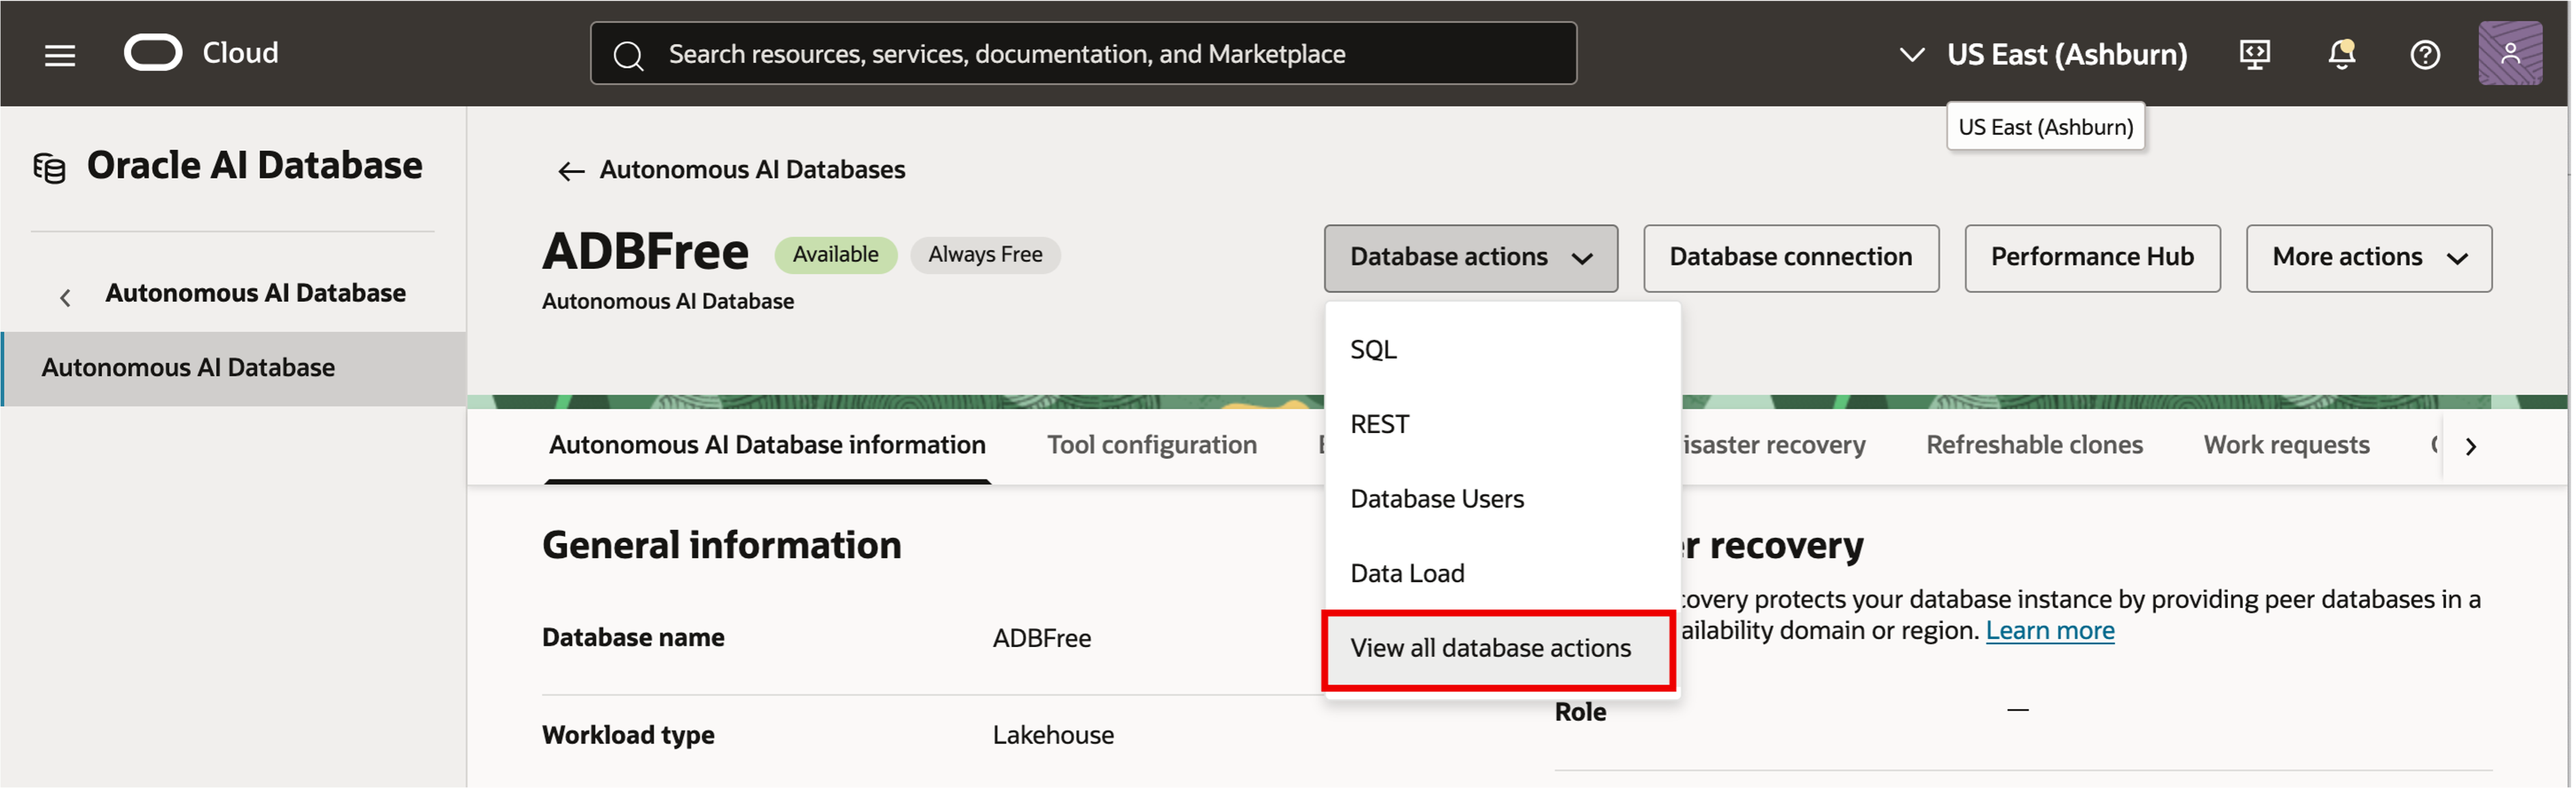 Cloud
Search resources, services, documentation, and Marketplace
US East (Ashburn)
US East (Ashburn)
Oracle AI Database
Autonomous AI Databases
ADBFree
Available
Always Free
Database actions
Database connection
Performance Hub
More actions
Autonomous AI Database
Autonomous AI Database
Autonomous AI Database
SQL
REST
Database Users
Data Load
View all database actions
Autonomous AI Database information
Tool configuration
isaster recovery
Refreshable clones
Work requests
General information
r recovery
covery protects your database instance by providing peer databases in a
ailability domain or region. Learn more
Database name
ADBFree
Role
—
Workload type
Lakehouse